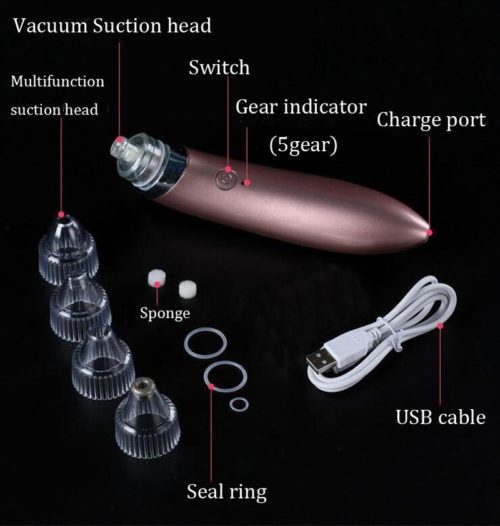 Vacuum Suction head
Switch
Multifunction
suction head
Gear indicator
(5gear)
Charge port
Sponge
USB cable
Seal ring